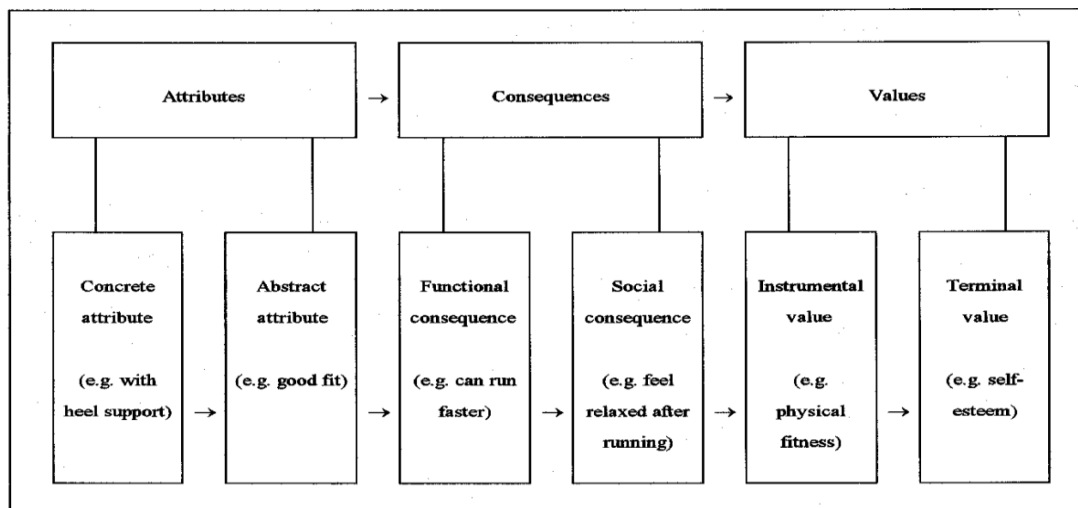 Attributes → Consequences → Values
Concrete
attribute
(e.g. with
heel support)
→
Abstract
attribute
(e.g. good fit)
→
Functional
consequence
(e.g. can run
faster)
→
Social
consequence
(e.g. feel
relaxed after
running)
→
Instrumental
value
(e.g.
physical
fitness)
→
Terminal
value
(e.g. self-
esteem)